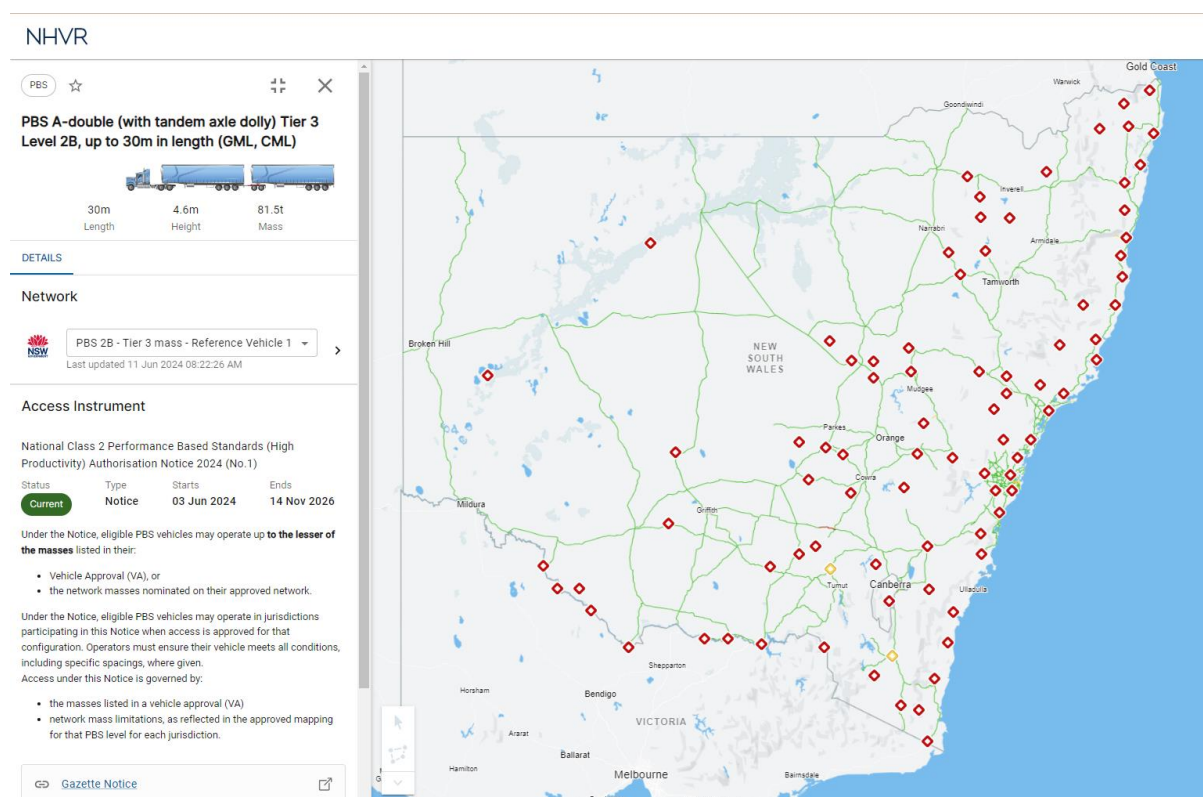 NHVR
PBS
PBS A-double (with tandem axle dolly) Tier 3
Level 2B, up to 30m in length (GML, CML)
30m 4.6m 81.5t
Length Height Mass
DETAILS
Network
NSW
PBS 2B - Tier 3 mass - Reference Vehicle 1
Last updated 11 Jun 2024 08:22:26 AM
Access Instrument
National Class 2 Performance Based Standards (High
Productivity) Authorisation Notice 2024 (No.1)
Status Type Starts Ends
Current Notice 03 Jun 2024 14 Nov 2026
Under the Notice, eligible PBS vehicles may operate up to the lesser of
the masses listed in their:
• Vehicle Approval (VA), or
• the network masses nominated on their approved network.
Under the Notice, eligible PBS vehicles may operate in jurisdictions
participating in this Notice when access is approved for that
configuration. Operators must ensure their vehicle meets all conditions,
including specific spacings, where given.
Access under this Notice is governed by:
• the masses listed in a vehicle approval (VA)
• network mass limitations, as reflected in the approved mapping
for that PBS level for each jurisdiction.
Gazette Notice
Gold Coast
Warwick
Goondiwindi
Inverell
Narrabri
Armidale
Tamworth
Broken Hill
NEW
SOUTH
WALES
Mudgee
Parkes
Orange
Cowra
Mildura
Griffith
Tumut
Canberra
Ulladulla
Shepparton
Horsham
Bendigo
VICTORIA
Ararat
Ballarat
Hamilton
Melbourne
Bairnsdale